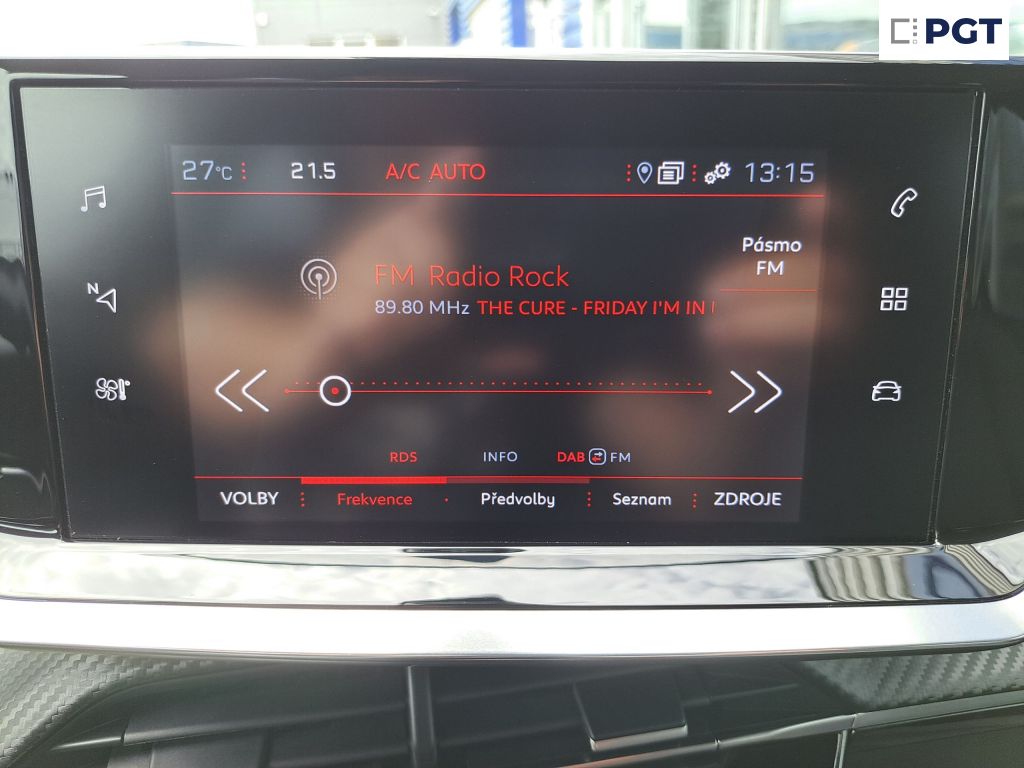 PGT
27°C 21.5 A/C AUTO 13:15
Pásmo
FM
FM Radio Rock
89.80 MHz THE CURE - FRIDAY I'M IN
N
RDS INFO DAB FM
VOLBY Frekvence Předvolby Seznam ZDROJE